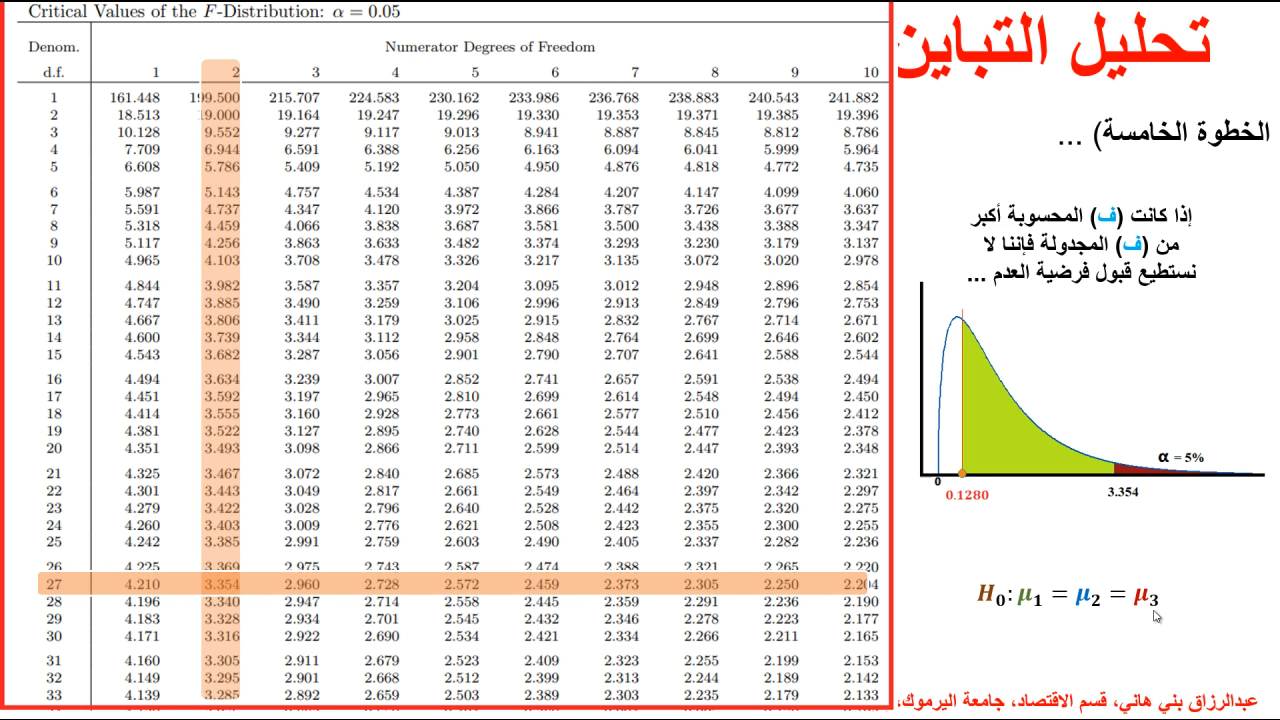 Critical Values of the F-Distribution: α = 0.05
Denom. Numerator Degrees of Freedom
d.f. 1 2 3 4 5 6 7 8 9 10
1 161.448 199.500 215.707 224.583 230.162 233.986 236.768 238.883 240.543 241.882
2 18.513 19.000 19.164 19.247 19.296 19.330 19.353 19.371 19.385 19.396
3 10.128 9.552 9.277 9.117 9.013 8.941 8.887 8.845 8.812 8.786
4 7.709 6.944 6.591 6.388 6.256 6.163 6.094 6.041 5.999 5.964
5 6.608 5.786 5.409 5.192 5.050 4.950 4.876 4.818 4.772 4.735
6 5.987 5.143 4.757 4.534 4.387 4.284 4.207 4.147 4.099 4.060
7 5.591 4.737 4.347 4.120 3.972 3.866 3.787 3.726 3.677 3.637
8 5.318 4.459 4.066 3.838 3.687 3.581 3.500 3.438 3.388 3.347
9 5.117 4.256 3.863 3.633 3.482 3.374 3.293 3.230 3.179 3.137
10 4.965 4.103 3.708 3.478 3.326 3.217 3.135 3.072 3.020 2.978
11 4.844 3.982 3.587 3.357 3.204 3.095 3.012 2.948 2.896 2.854
12 4.747 3.885 3.490 3.259 3.106 2.996 2.913 2.849 2.796 2.753
13 4.667 3.806 3.411 3.179 3.025 2.915 2.832 2.767 2.714 2.671
14 4.600 3.739 3.344 3.112 2.958 2.848 2.764 2.699 2.646 2.602
15 4.543 3.682 3.287 3.056 2.901 2.790 2.707 2.641 2.588 2.544
16 4.494 3.634 3.239 3.007 2.852 2.741 2.657 2.591 2.538 2.494
17 4.451 3.592 3.197 2.965 2.810 2.699 2.614 2.548 2.494 2.450
18 4.414 3.555 3.160 2.928 2.773 2.661 2.577 2.510 2.456 2.412
19 4.381 3.522 3.127 2.895 2.740 2.628 2.544 2.477 2.423 2.378
20 4.351 3.493 3.098 2.866 2.711 2.599 2.514 2.447 2.393 2.348
21 4.325 3.467 3.072 2.840 2.685 2.573 2.488 2.420 2.366 2.321
22 4.301 3.443 3.049 2.817 2.661 2.549 2.464 2.397 2.342 2.297
23 4.279 3.422 3.028 2.796 2.640 2.528 2.442 2.375 2.320 2.275
24 4.260 3.403 3.009 2.776 2.621 2.508 2.423 2.355 2.300 2.255
25 4.242 3.385 2.991 2.759 2.603 2.490 2.405 2.337 2.282 2.236
26 4.225 3.369 2.975 2.743 2.587 2.474 2.388 2.321 2.265 2.220
27 4.210 3.354 2.960 2.728 2.572 2.459 2.373 2.305 2.250 2.204
28 4.196 3.340 2.947 2.714 2.558 2.445 2.359 2.291 2.236 2.190
29 4.183 3.328 2.934 2.701 2.545 2.432 2.346 2.278 2.223 2.177
30 4.171 3.316 2.922 2.690 2.534 2.421 2.334 2.266 2.211 2.165
31 4.160 3.305 2.911 2.679 2.523 2.409 2.323 2.255 2.199 2.153
32 4.149 3.295 2.901 2.668 2.512 2.399 2.313 2.244 2.189 2.142
33 4.139 3.285 2.892 2.659 2.503 2.389 2.303 2.235 2.179 2.133
تحليل التباين
الخطوة الخامسة) ...
إذا كانت (ف) المحسوبة أكبر
من (ف) المجدولة فإننا لا
نستطيع قبول فرضية العدم ...
α = 5%
0 0.1280 3.354
H₀: μ₁ = μ₂ = μ₃
عبدالرزاق بني هاني، قسم الاقتصاد، جامعة اليرموك،